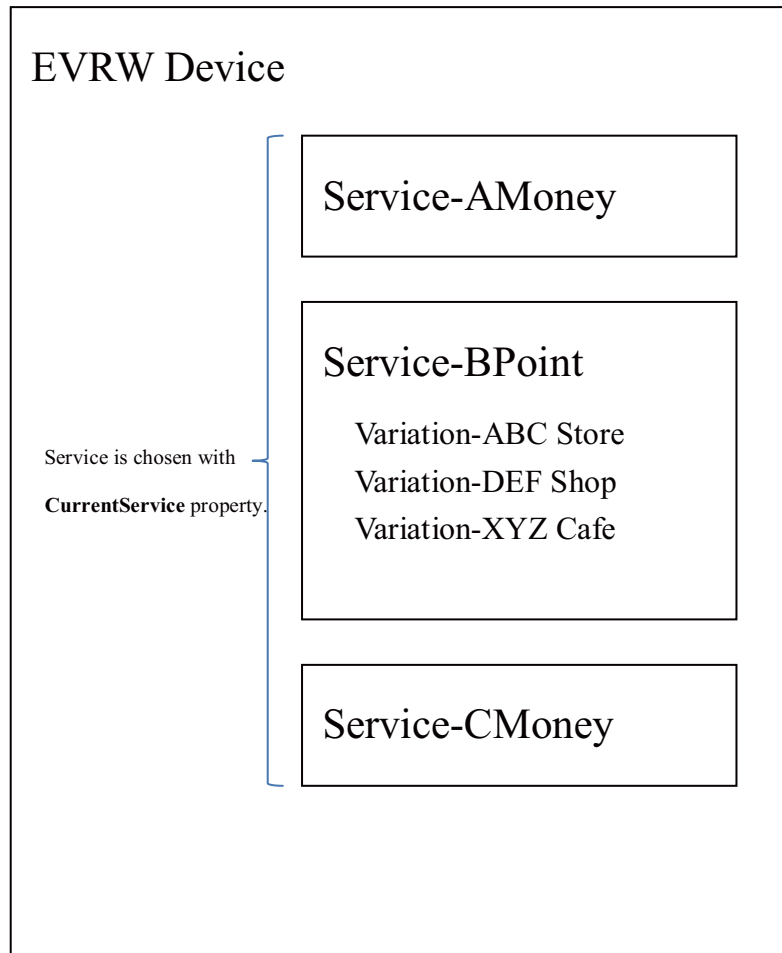 EVRW Device
Service-AMoney
Service-BPoint
Variation-ABC Store
Variation-DEF Shop
Variation-XYZ Cafe
Service is chosen with
CurrentService property.
Service-CMoney